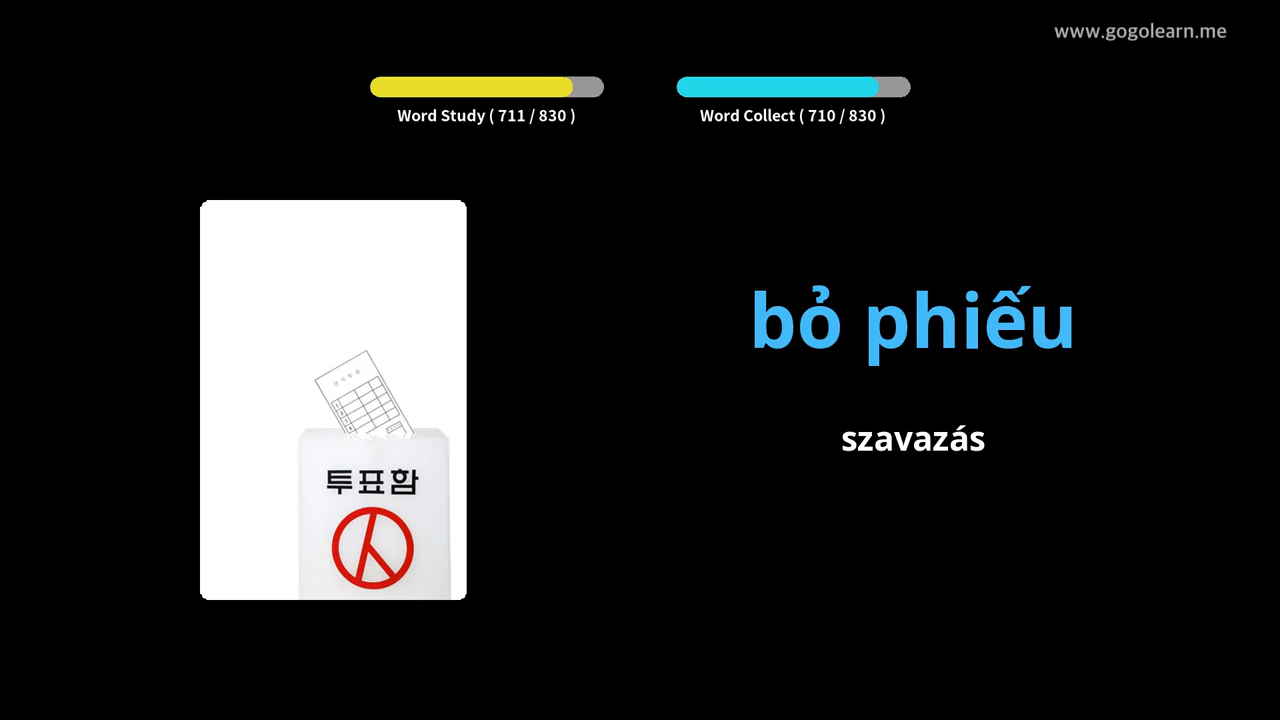 www.gogolearn.me
Word Study ( 711 / 830 )
Word Collect ( 710 / 830 )
투표함
bỏ phiếu
szavazás